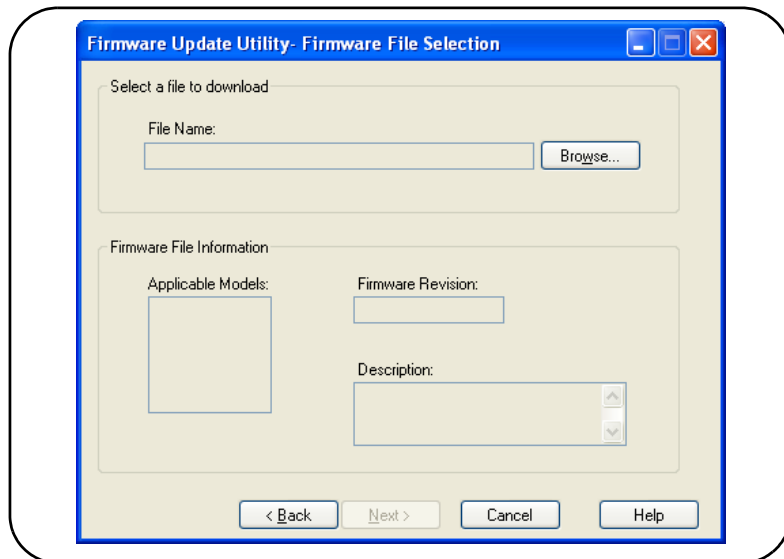 Firmware Update Utility- Firmware File Selection
Select a file to download
File Name:
Browse...
Firmware File Information
Applicable Models:
Firmware Revision:
Description:
< Back
Next >
Cancel
Help